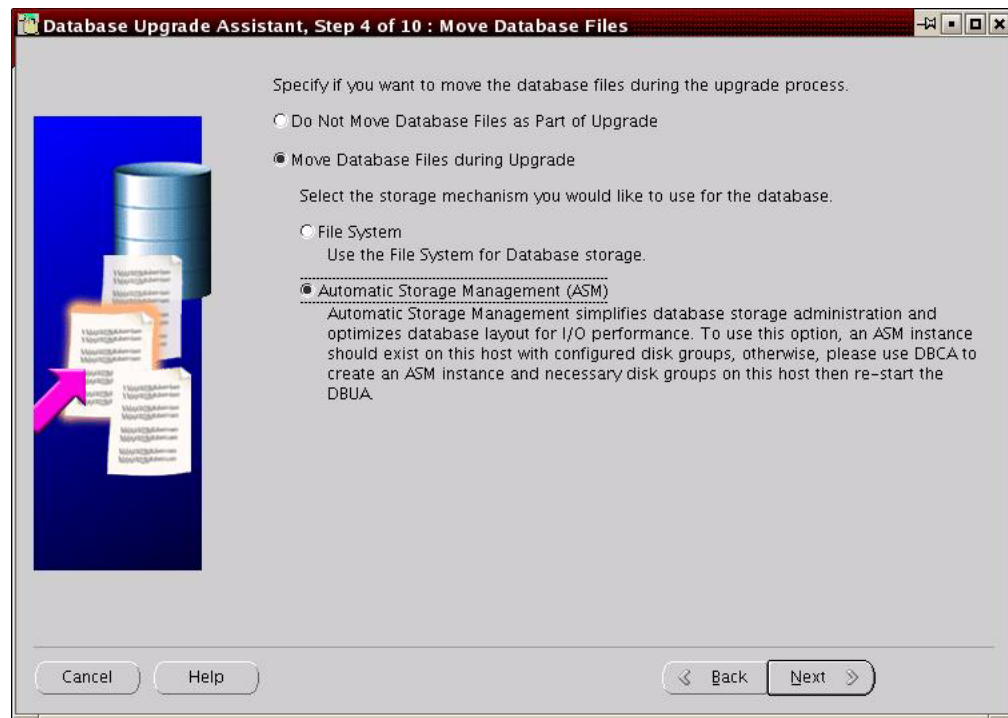 Database Upgrade Assistant, Step 4 of 10 : Move Database Files
Specify if you want to move the database files during the upgrade process.
Do Not Move Database Files as Part of Upgrade
Move Database Files during Upgrade
Select the storage mechanism you would like to use for the database.
File System
Use the File System for Database storage.
Automatic Storage Management (ASM)
Automatic Storage Management simplifies database storage administration and
optimizes database layout for I/O performance. To use this option, an ASM instance
should exist on this host with configured disk groups, otherwise, please use DBCA to
create an ASM instance and necessary disk groups on this host then re-start the
DBUA.
Cancel
Help
Back
Next